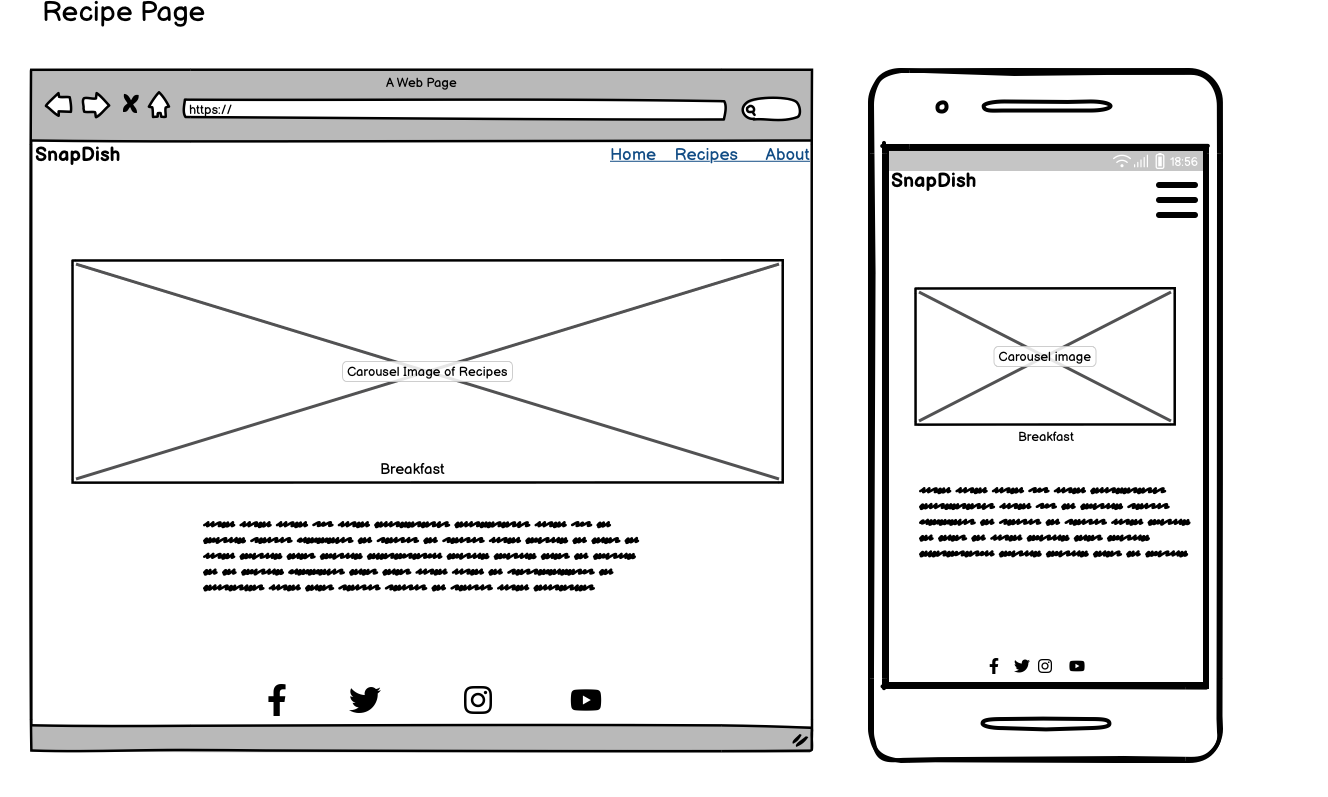 Recipe Page
A Web Page
https://
SnapDish
Home Recipes About
Carousel Image of Recipes
Breakfast
18:56
SnapDish
Carousel image
Breakfast